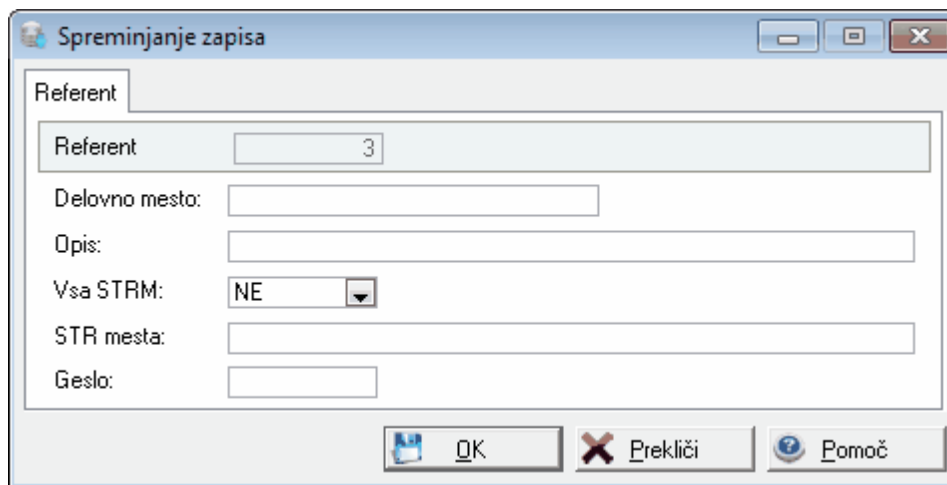 Spreminjanje zapisa
Referent
Referent 3
Delovno mesto:
Opis:
Vsa STRM: NE
STR mesta:
Geslo:
OK Prekliči Pomoč